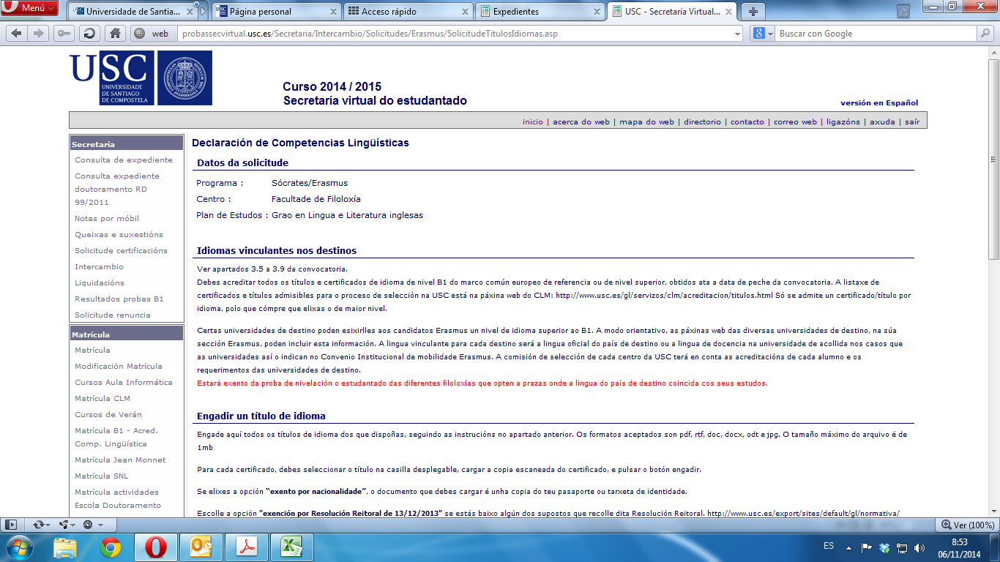 Menú
Universidade de Santia...
Página personal
Acceso rápido
Expedientes
USC - Secretaría Virtual...
web
probassecvirtual.usc.es/Secretaria/Intercambio/Solicitudes/Erasmus/SolicitudeTitulosIdiomas.asp
Buscar con Google
USC
UNIVERSIDADE
DE SANTIAGO
DE COMPOSTELA
Curso 2014 / 2015
Secretaría virtual do estudantado
versión en Español
inicio | acerca do web | mapa do web | directorio | contacto | correo web | ligazóns | axuda | saír
Secretaría
Consulta de expediente
Consulta expediente
doutoramento RD
99/2011
Notas por móbil
Queixas e suxestións
Solicitude certificacións
Intercambio
Liquidacións
Resultados probas B1
Solicitude renuncia
Matrícula
Matrícula
Modificación Matrícula
Cursos Aula Informática
Matrícula CLM
Cursos de Verán
Matrícula B1 - Acred.
Comp. Lingüística
Matrícula Jean Monnet
Matrícula SNL
Matrícula actividades
Escola Doutoramento
Declaración de Competencias Lingüísticas
Datos da solicitude
Programa : Sócrates/Erasmus
Centro : Facultade de Filoloxía
Plan de Estudos : Grao en Lingua e Literatura inglesas
Idiomas vinculantes nos destinos
Ver apartados 3.5 a 3.9 da convocatoria.
Debes acreditar todos os títulos e certificados de idioma de nivel B1 do marco común europeo de referencia ou de nivel superior, obtidos ata a data de peche da convocatoria. A listaxe de
certificados e títulos admisibles para o proceso de selección na USC está na páxina web do CLM: http://www.usc.es/gl/servizos/clm/acreditacion/titulos.html Só se admite un certificado/título por
idioma, polo que cómpre que elixas o de maior nivel.
Certas universidades de destino poden esixirlles aos candidatos Erasmus un nivel de idioma superior ao B1. A modo orientativo, as páxinas web das diversas universidades de destino, na súa
sección Erasmus, poden incluir esta información. A lingua vinculante para cada destino será a lingua oficial do país de destino ou a lingua de docencia na universidade de acollida nos casos que
as universidades así o indican no Convenio Institucional de mobilidade Erasmus. A comisión de selección de cada centro da USC terá en conta as acreditacións de cada alumno e os
requerimentos das universidades de destino.
Estará exento da proba de nivelación o estudantado das diferentes filoloxías que opten a prazas onde a lingua do país de destino coincida cos seus estudos.
Engadir un título de idioma
Engade aquí todos os títulos de idioma dos que dispoñas, seguindo as instrucións no apartado anterior. Os formatos aceptados son pdf, rtf, doc, docx, odt e jpg. O tamaño máximo do arquivo é de
1mb
Para cada certificado, debes seleccionar o título na casilla desplegable, cargar a copia escaneada do certificado, e pulsar o botón engadir.
Se elixes a opción “exento por nacionalidade”, o documento que debes cargar é unha copia do teu pasaporte ou tarxeta de identidade.
Escolle a opción "exención por Resolución Reitoral de 13/12/2013" se estás baixo algún dos supostos que recolle dita Resolución Reitoral. http://www.usc.es/export/sites/default/gl/normativa/
Ver (100%)
ES
8:53
06/11/2014